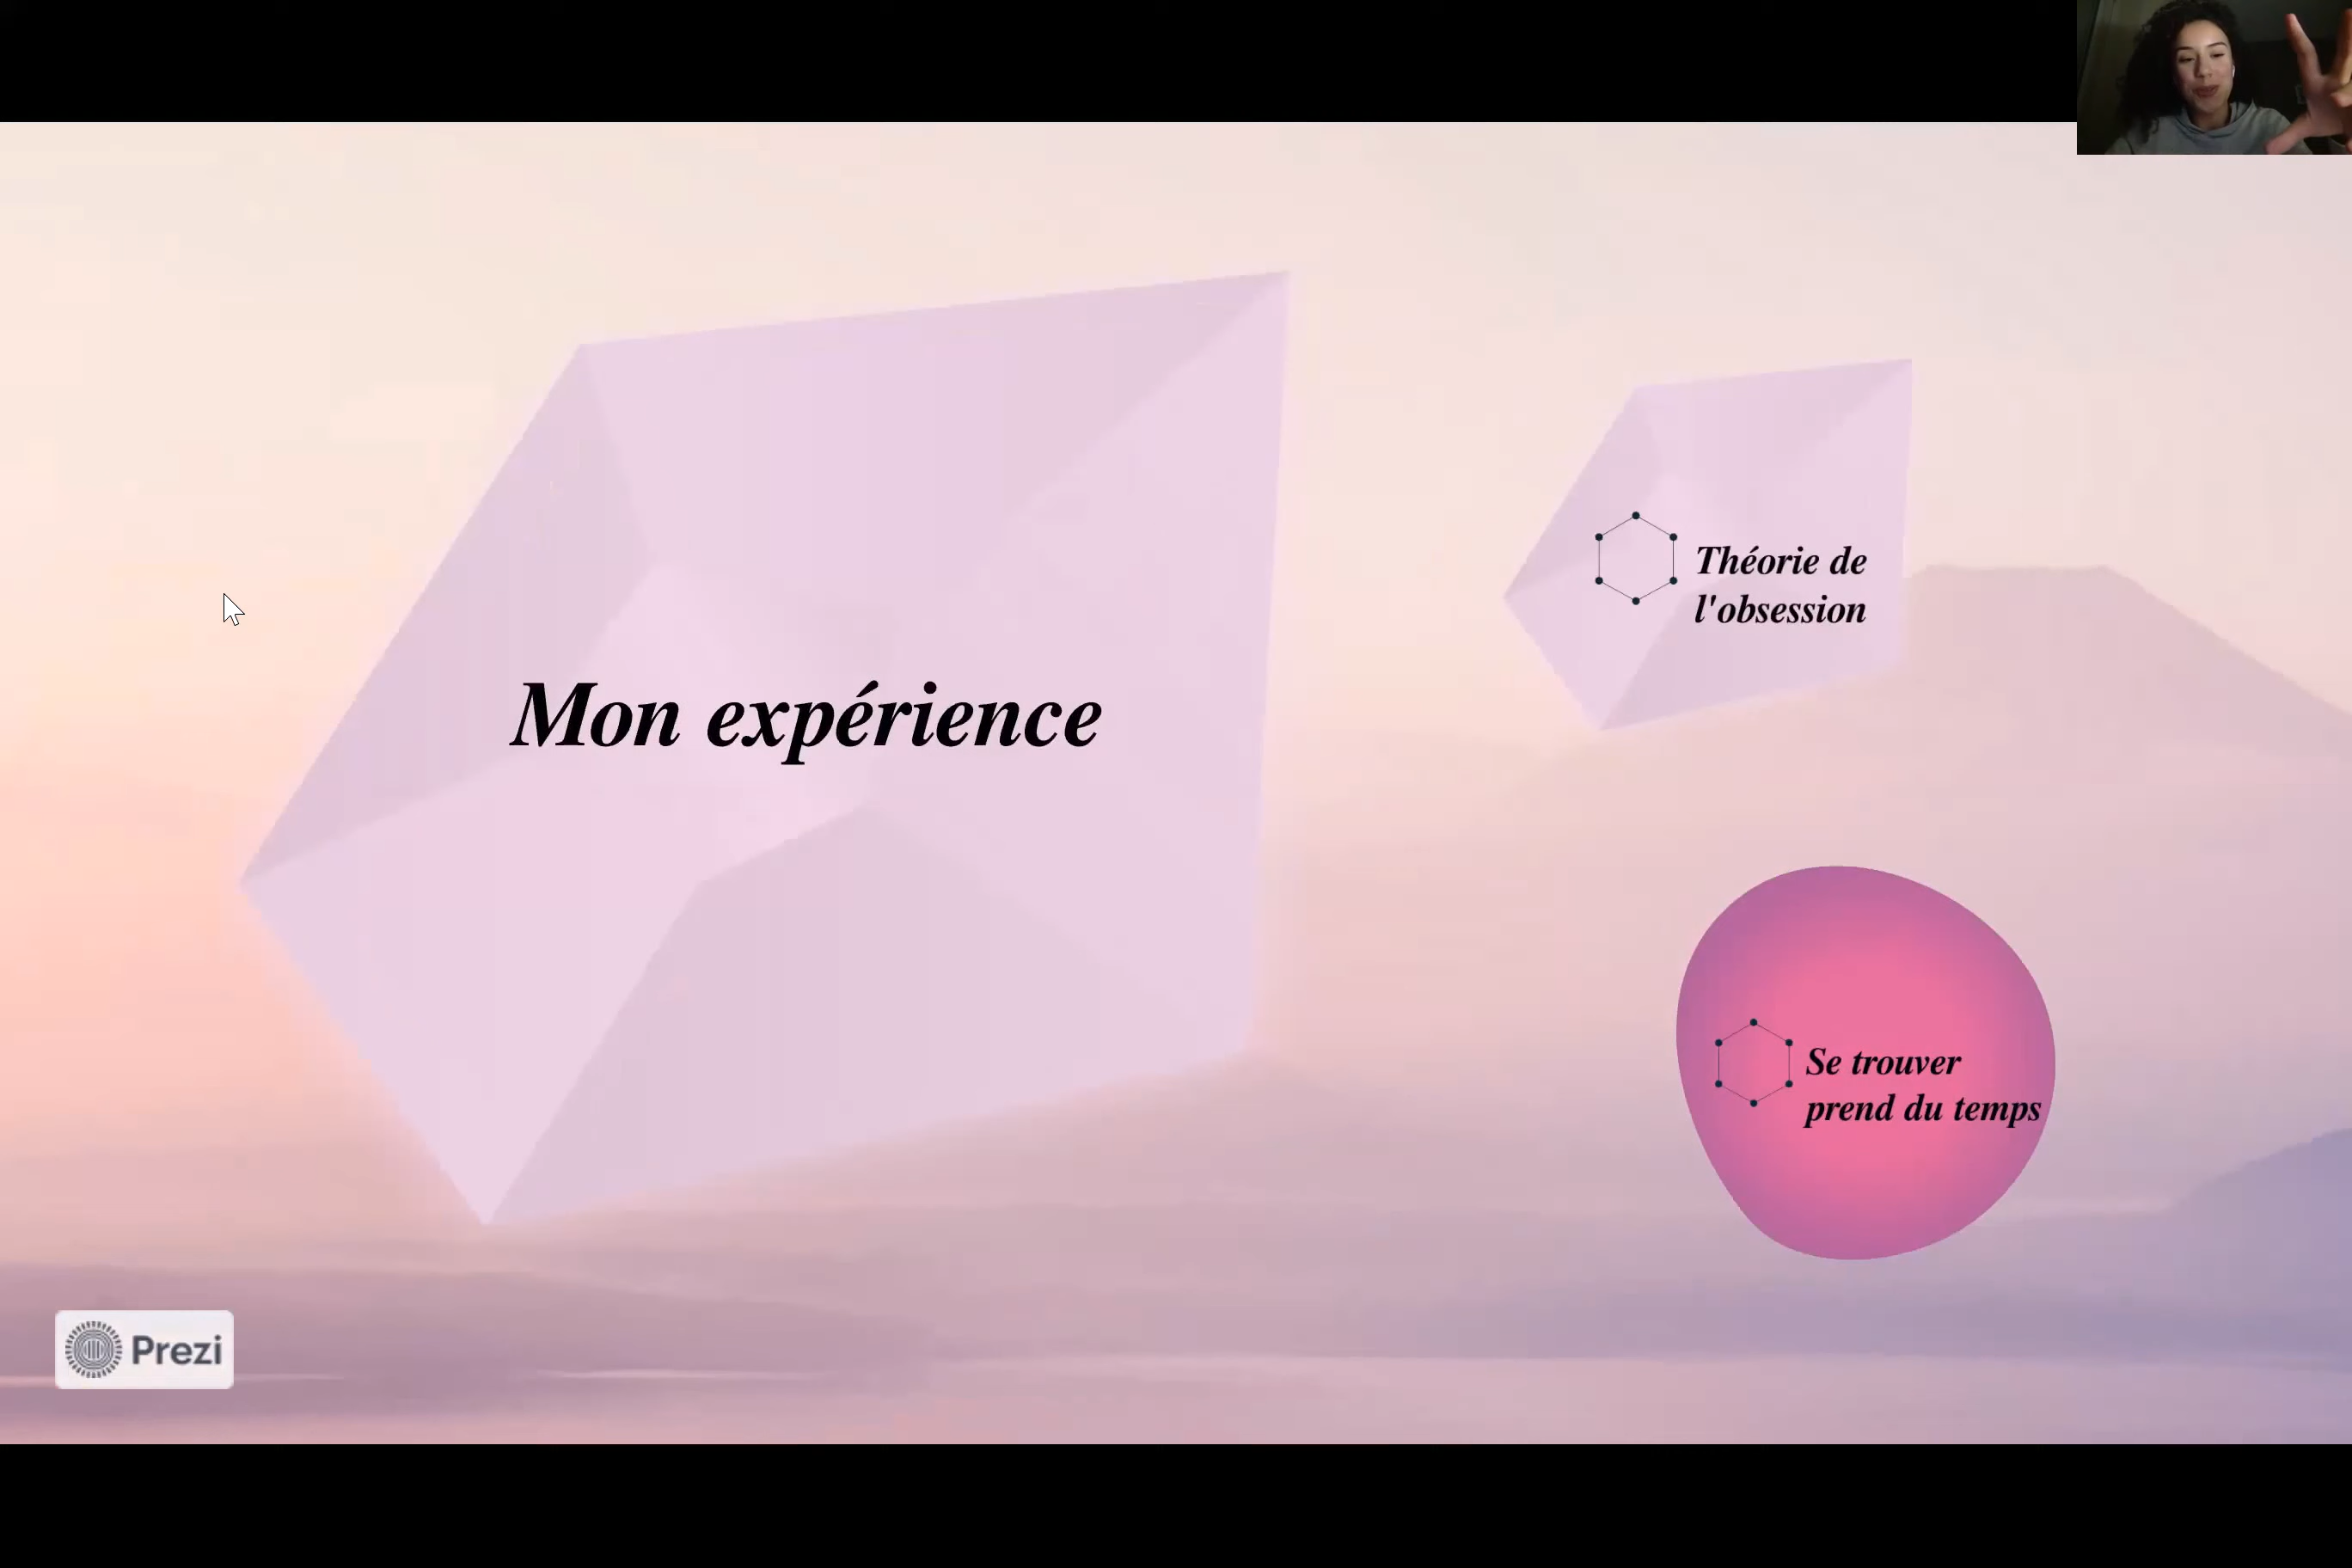 Mon expérience
Théorie de
l'obsession
Se trouver
prend du temps
Prezi